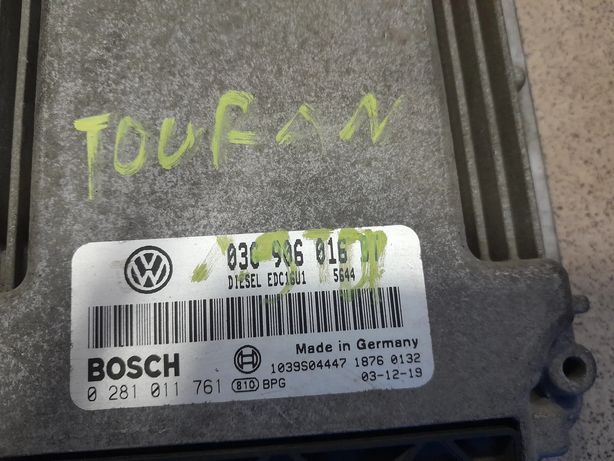 TOURAN
906 016
DIESEL EDC16U1 5644
Made in Germany
BOSCH
1039S04447 1876 0132
0 281 011 761 810 BPG
03-12-19